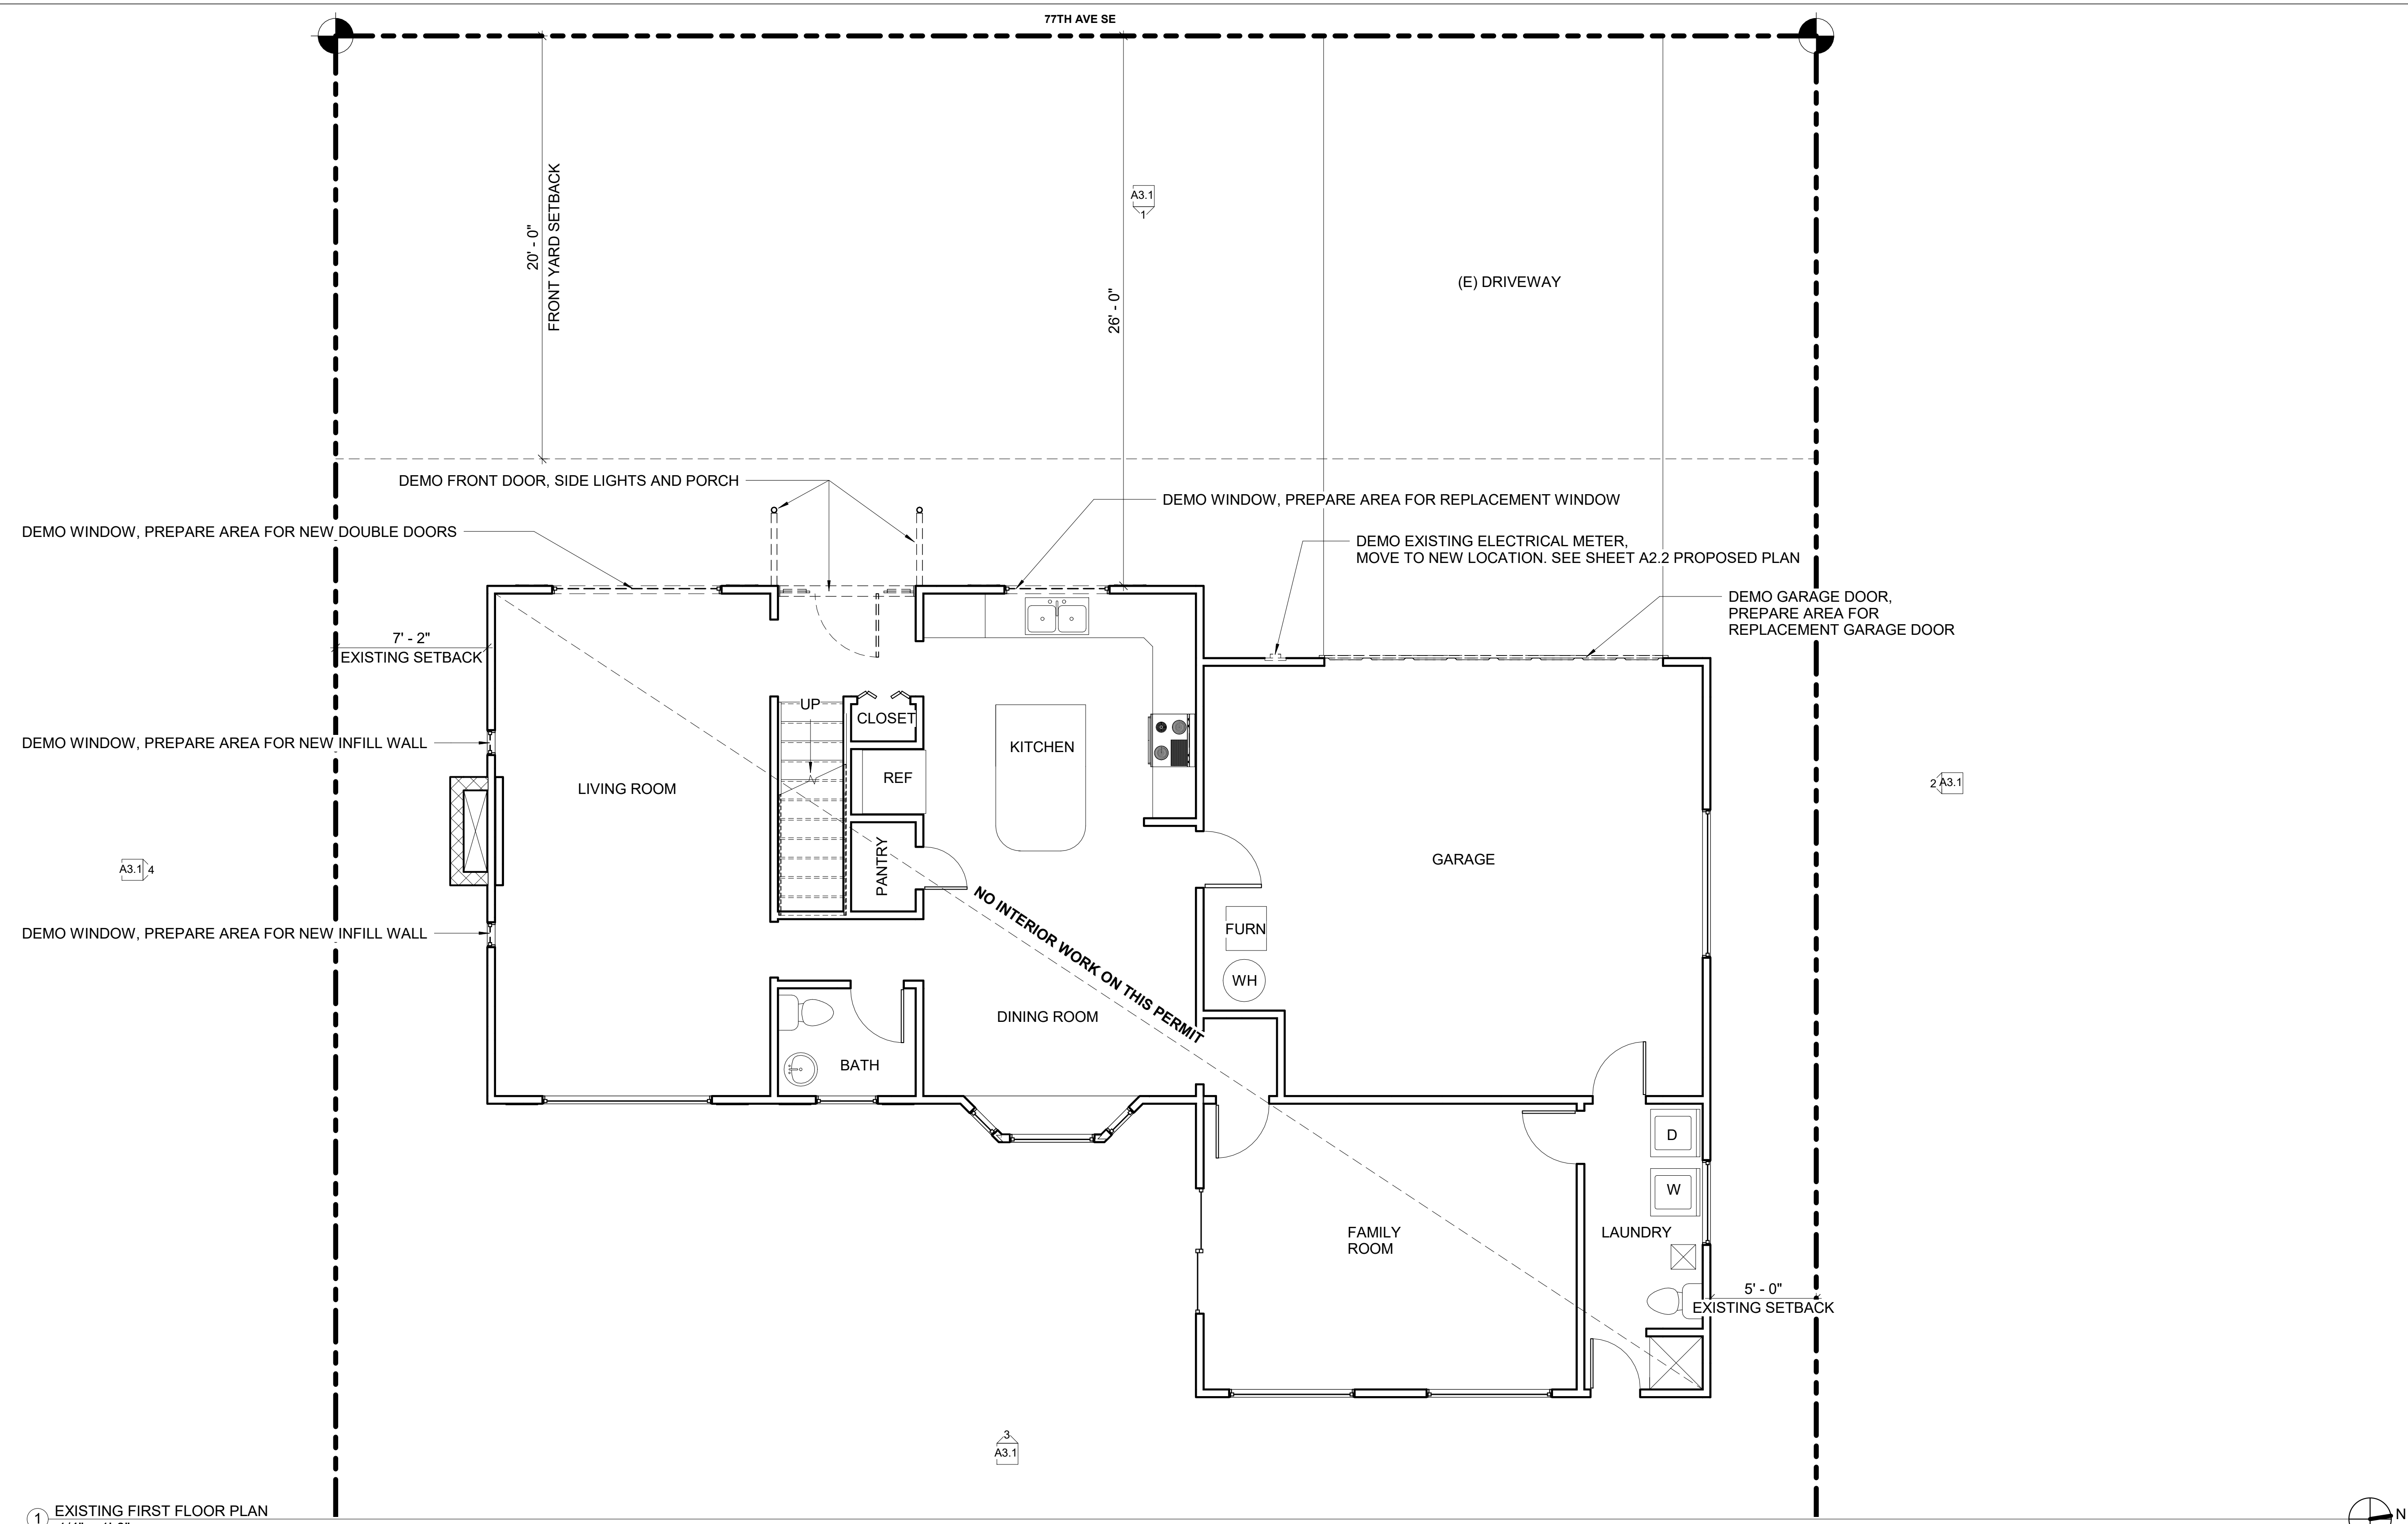 77TH AVE SE
20' - 0"
FRONT YARD SETBACK
A3.1
1
26' - 0"
(E) DRIVEWAY
DEMO FRONT DOOR, SIDE LIGHTS AND PORCH
DEMO WINDOW, PREPARE AREA FOR REPLACEMENT WINDOW
DEMO WINDOW, PREPARE AREA FOR NEW DOUBLE DOORS
DEMO EXISTING ELECTRICAL METER,
MOVE TO NEW LOCATION. SEE SHEET A2.2 PROPOSED PLAN
DEMO GARAGE DOOR,
PREPARE AREA FOR
REPLACEMENT GARAGE DOOR
7' - 2"
EXISTING SETBACK
UP
CLOSET
DEMO WINDOW, PREPARE AREA FOR NEW INFILL WALL
KITCHEN
REF
LIVING ROOM
2 A3.1
PANTRY
GARAGE
A3.1 4
NO INTERIOR WORK ON THIS PERMIT
DEMO WINDOW, PREPARE AREA FOR NEW INFILL WALL
FURN
WH
DINING ROOM
BATH
D
W
FAMILY
ROOM
LAUNDRY
5' - 0"
EXISTING SETBACK
3
A3.1
1
EXISTING FIRST FLOOR PLAN
N